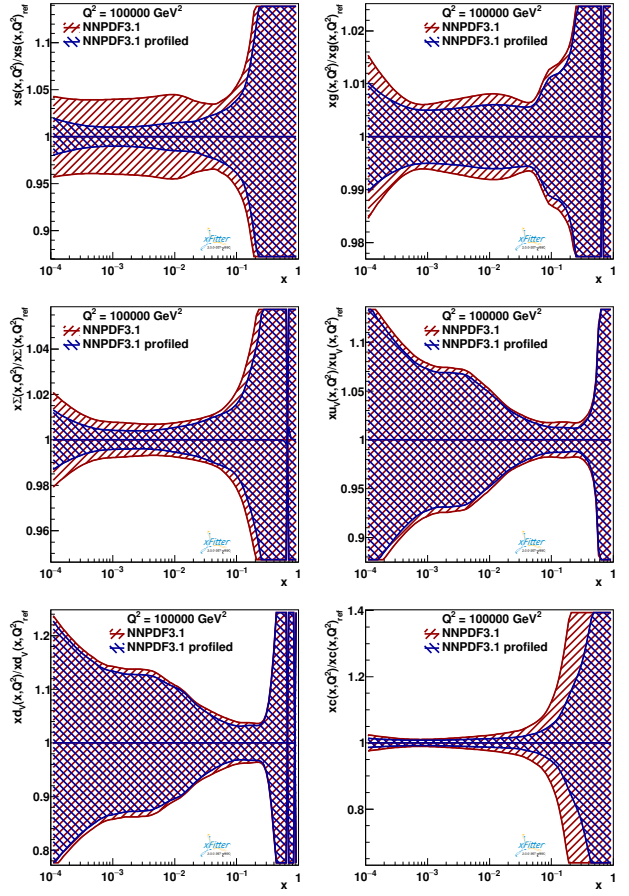 Q² = 100000 GeV²
NNPDF3.1
NNPDF3.1 profiled
xs(x,Q²)/xs(x,Q²)ref
1.1
1.05
1
0.95
0.9
xFitter
10⁻⁴ 10⁻³ 10⁻² 10⁻¹ 1
x
Q² = 100000 GeV²
NNPDF3.1
NNPDF3.1 profiled
xg(x,Q²)/xg(x,Q²)ref
1.02
1.01
1
0.99
0.98
xFitter
10⁻⁴ 10⁻³ 10⁻² 10⁻¹ 1
x
Q² = 100000 GeV²
NNPDF3.1
NNPDF3.1 profiled
xΣ(x,Q²)/xΣ(x,Q²)ref
1.04
1.02
1
0.98
0.96
xFitter
10⁻⁴ 10⁻³ 10⁻² 10⁻¹ 1
x
Q² = 100000 GeV²
NNPDF3.1
NNPDF3.1 profiled
xuV(x,Q²)/xuV(x,Q²)ref
1.1
1.05
1
0.95
0.9
xFitter
10⁻⁴ 10⁻³ 10⁻² 10⁻¹ 1
x
Q² = 100000 GeV²
NNPDF3.1
NNPDF3.1 profiled
xdV(x,Q²)/xdV(x,Q²)ref
1.2
1.1
1
0.9
0.8
xFitter
10⁻⁴ 10⁻³ 10⁻² 10⁻¹ 1
x
Q² = 100000 GeV²
NNPDF3.1
NNPDF3.1 profiled
xc(x,Q²)/xc(x,Q²)ref
1.4
1.2
1
0.8
xFitter
10⁻⁴ 10⁻³ 10⁻² 10⁻¹ 1
x